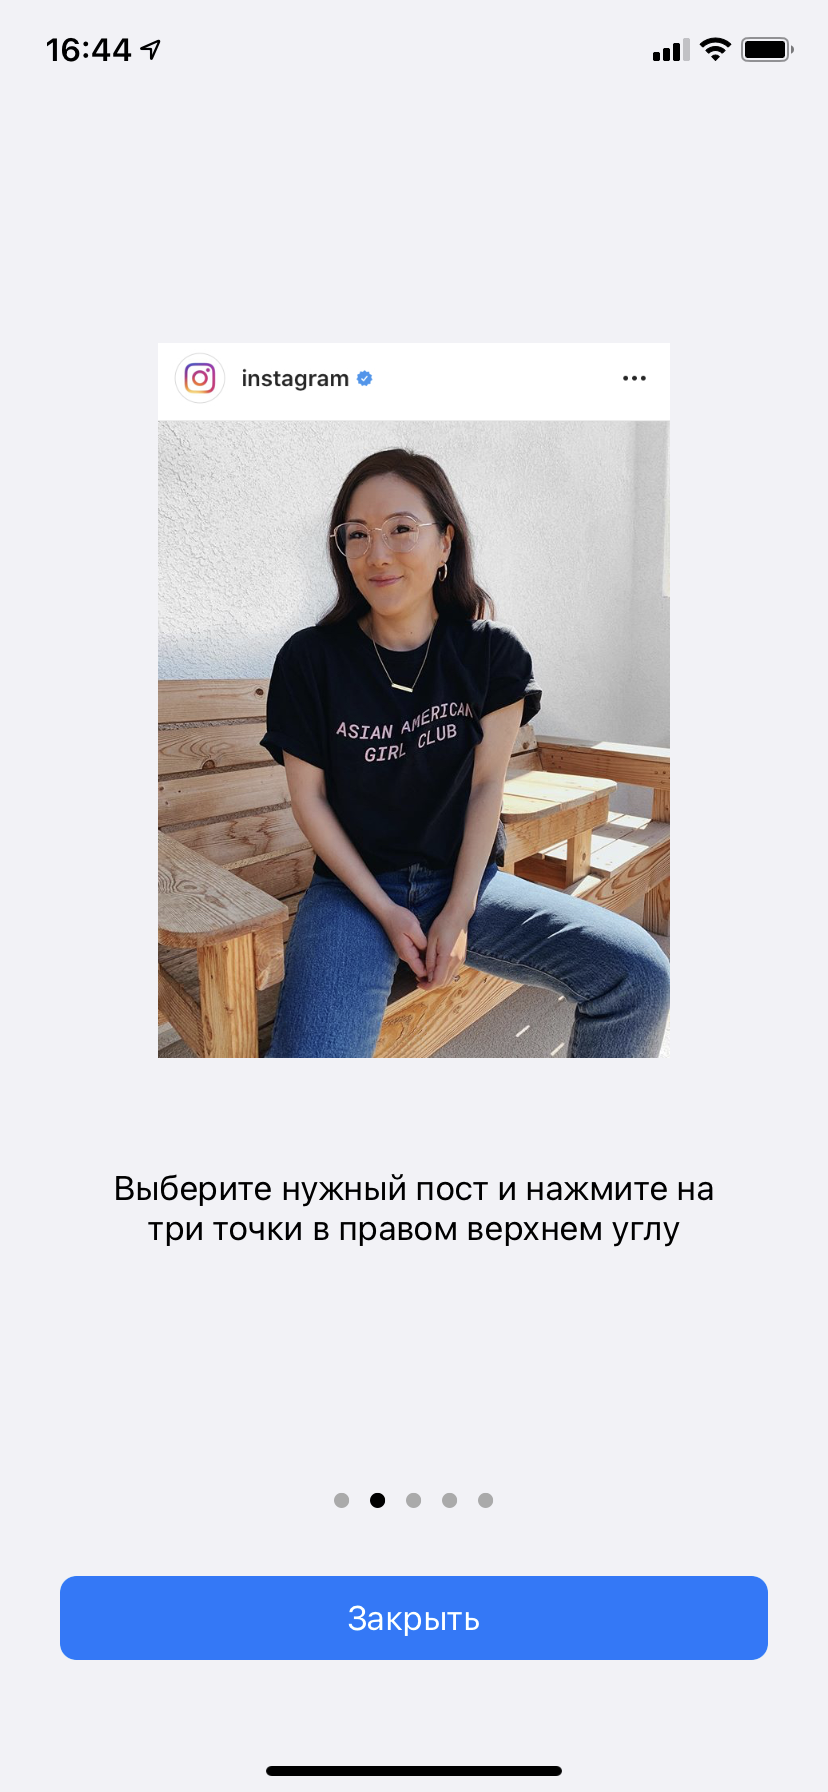 16:44
instagram
ASIAN AMERICAN
GIRL CLUB
Выберите нужный пост и нажмите на
три точки в правом верхнем углу
Закрыть